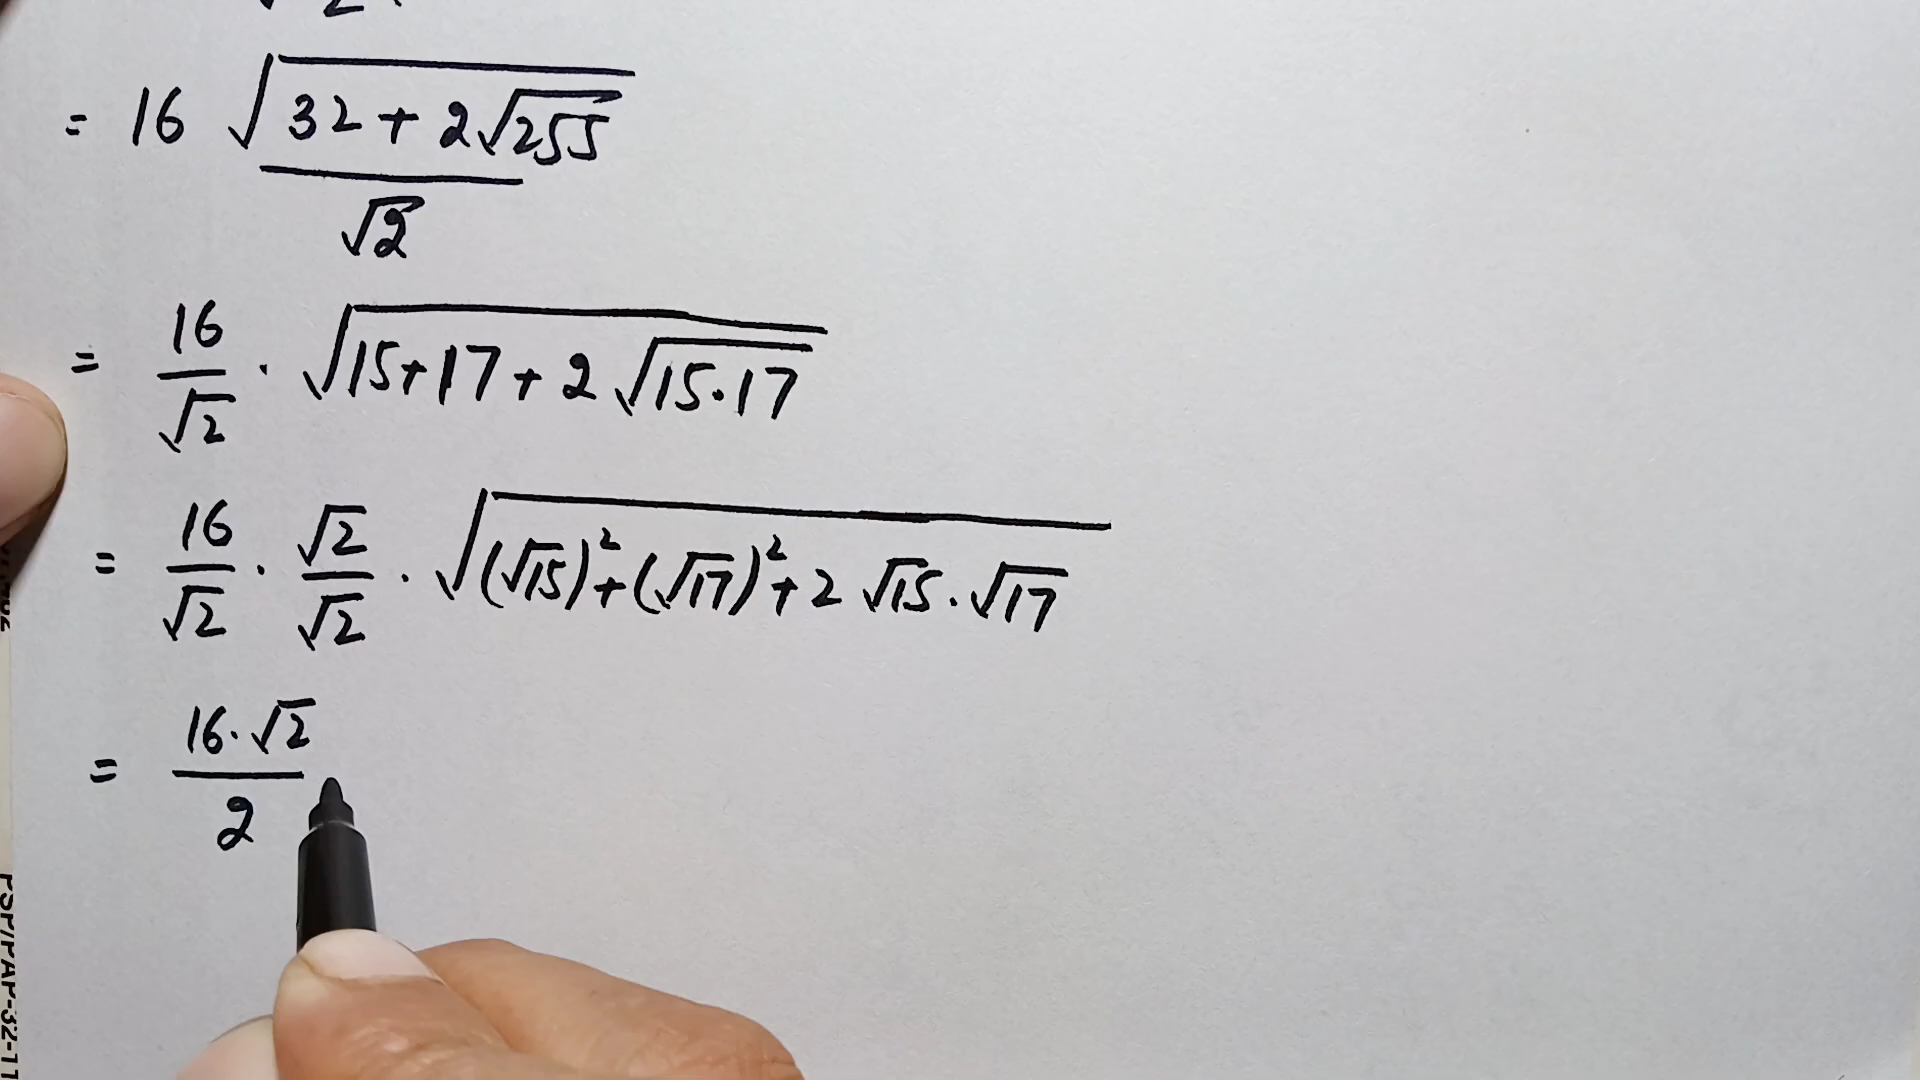 = 16 √(32 + 2√255) / √2
= 16/√2 · √(15+17+2√(15·17))
= 16/√2 · √2/√2 · √((√15)²+(√17)²+2√15·√17)
= 16·√2 / 2